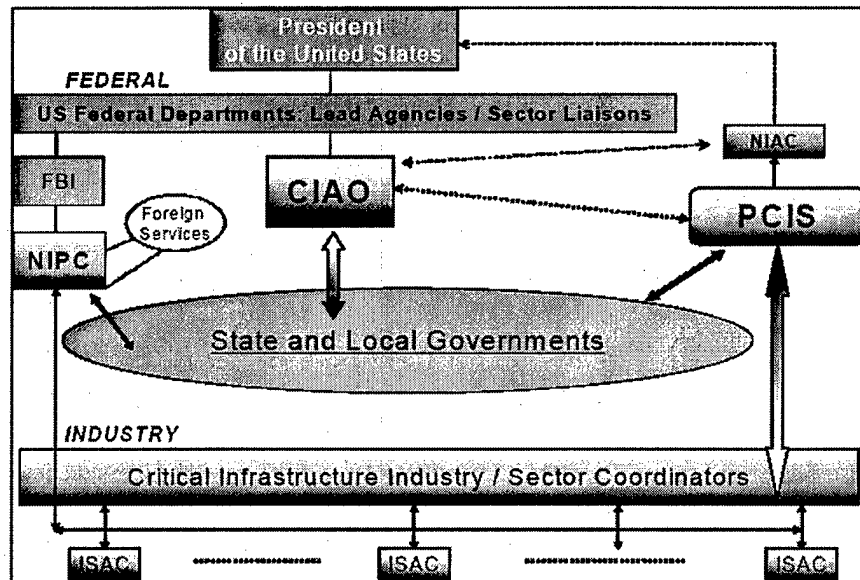 President
of the United States
FEDERAL
US Federal Departments: Lead Agencies / Sector Liaisons
NIAC
FBI
CIAO
Foreign
Services
PCIS
NIPC
State and Local Governments
INDUSTRY
Critical Infrastructure Industry / Sector Coordinators
ISAC
ISAC
ISAC